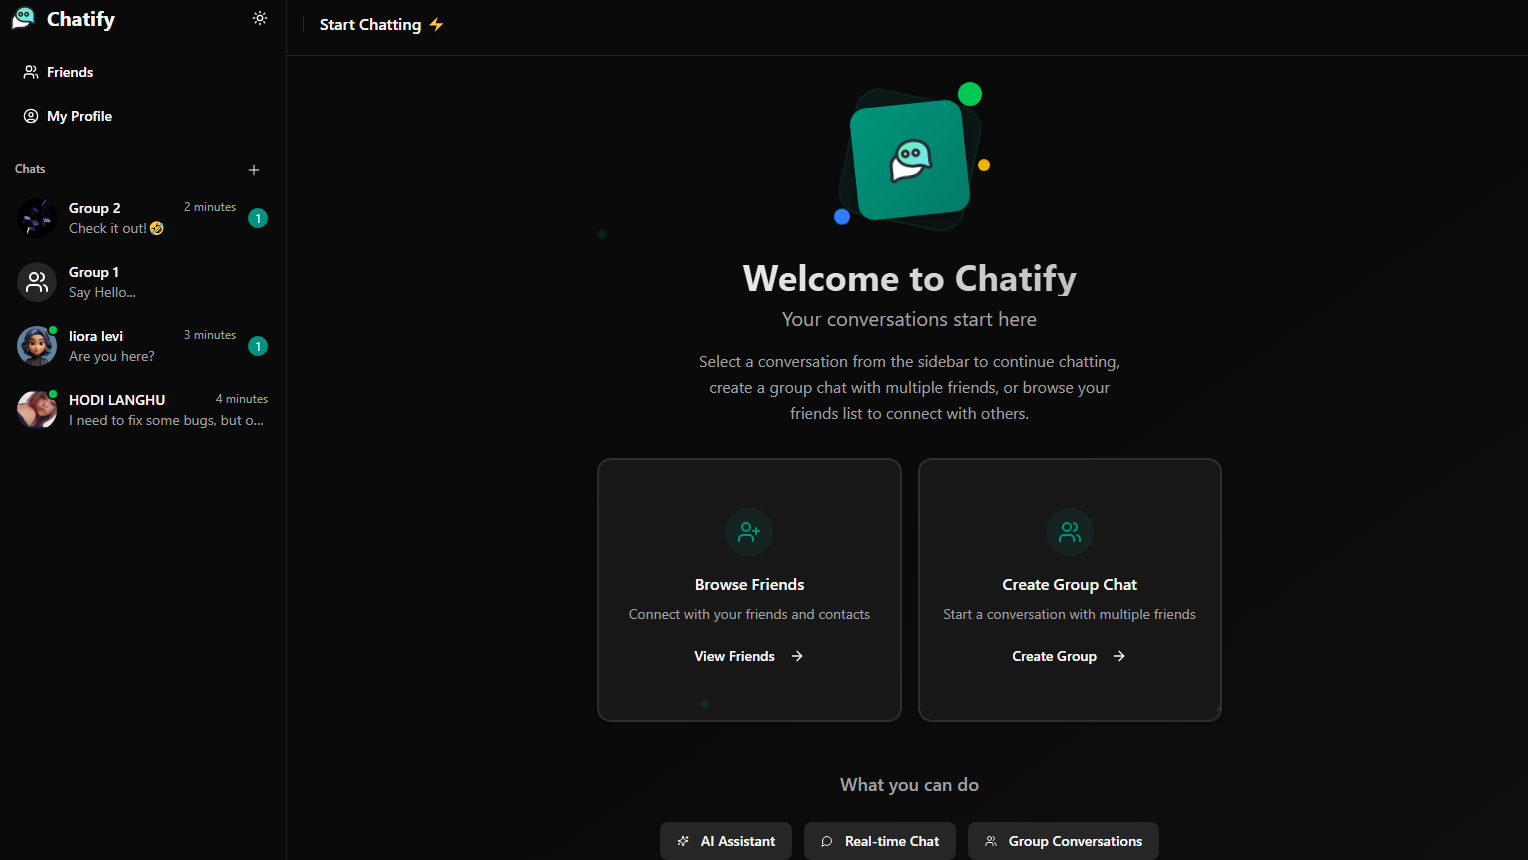 Chatify
Friends
My Profile
Chats
Group 2
2 minutes
Check it out!🤣
1
Group 1
Say Hello...
liora levi
3 minutes
Are you here?
1
HODI LANGHU
4 minutes
I need to fix some bugs, but o...
Start Chatting ⚡
Welcome to Chatify
Your conversations start here
Select a conversation from the sidebar to continue chatting,
create a group chat with multiple friends, or browse your
friends list to connect with others.
Browse Friends
Connect with your friends and contacts
View Friends →
Create Group Chat
Start a conversation with multiple friends
Create Group →
What you can do
AI Assistant
Real-time Chat
Group Conversations